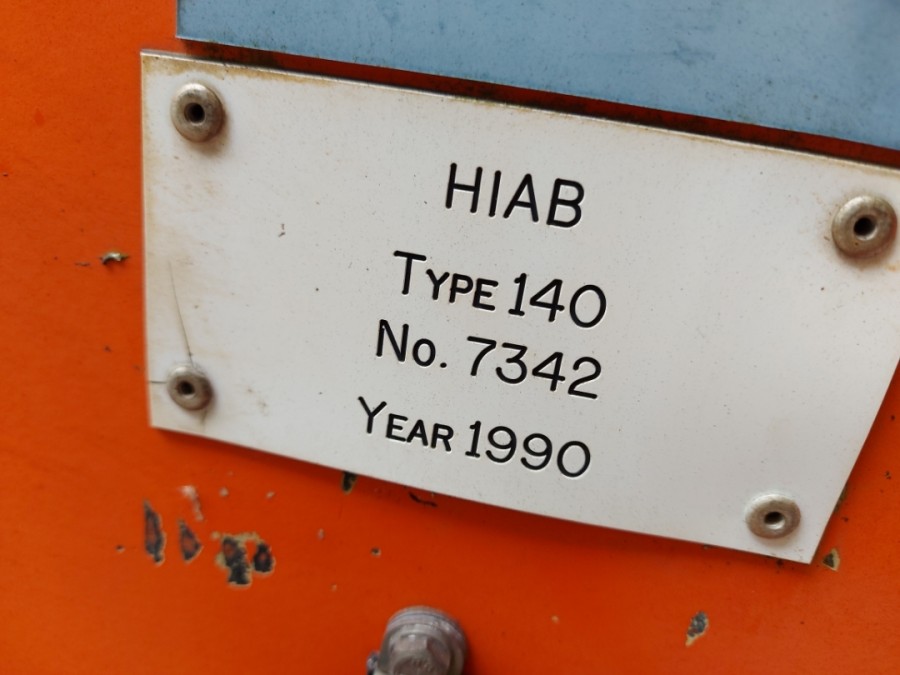 HIAB
TYPE 140
No. 7342
YEAR 1990